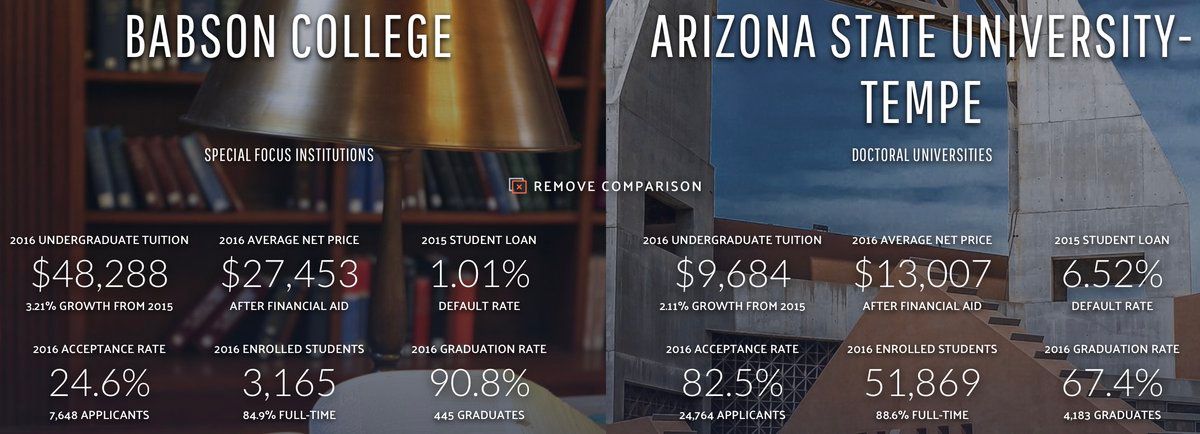 BABSON COLLEGE
SPECIAL FOCUS INSTITUTIONS
2016 UNDERGRADUATE TUITION
$48,288
3.21% GROWTH FROM 2015
2016 AVERAGE NET PRICE
$27,453
AFTER FINANCIAL AID
2015 STUDENT LOAN
1.01%
DEFAULT RATE
2016 ACCEPTANCE RATE
24.6%
7,648 APPLICANTS
2016 ENROLLED STUDENTS
3,165
84.9% FULL-TIME
2016 GRADUATION RATE
90.8%
445 GRADUATES
REMOVE COMPARISON
ARIZONA STATE UNIVERSITY-
TEMPE
DOCTORAL UNIVERSITIES
2016 UNDERGRADUATE TUITION
$9,684
2.11% GROWTH FROM 2015
2016 AVERAGE NET PRICE
$13,007
AFTER FINANCIAL AID
2015 STUDENT LOAN
6.52%
DEFAULT RATE
2016 ACCEPTANCE RATE
82.5%
24,764 APPLICANTS
2016 ENROLLED STUDENTS
51,869
88.6% FULL-TIME
2016 GRADUATION RATE
67.4%
4,183 GRADUATES